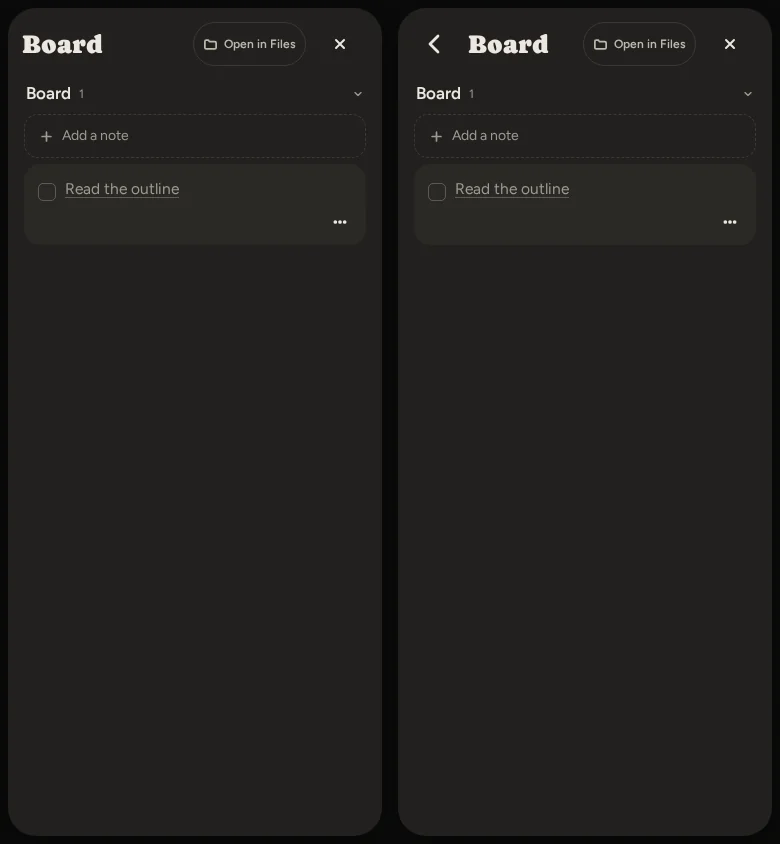 Board
Open in Files
Board 1
Add a note
Read the outline
Board
Open in Files
Board 1
Add a note
Read the outline